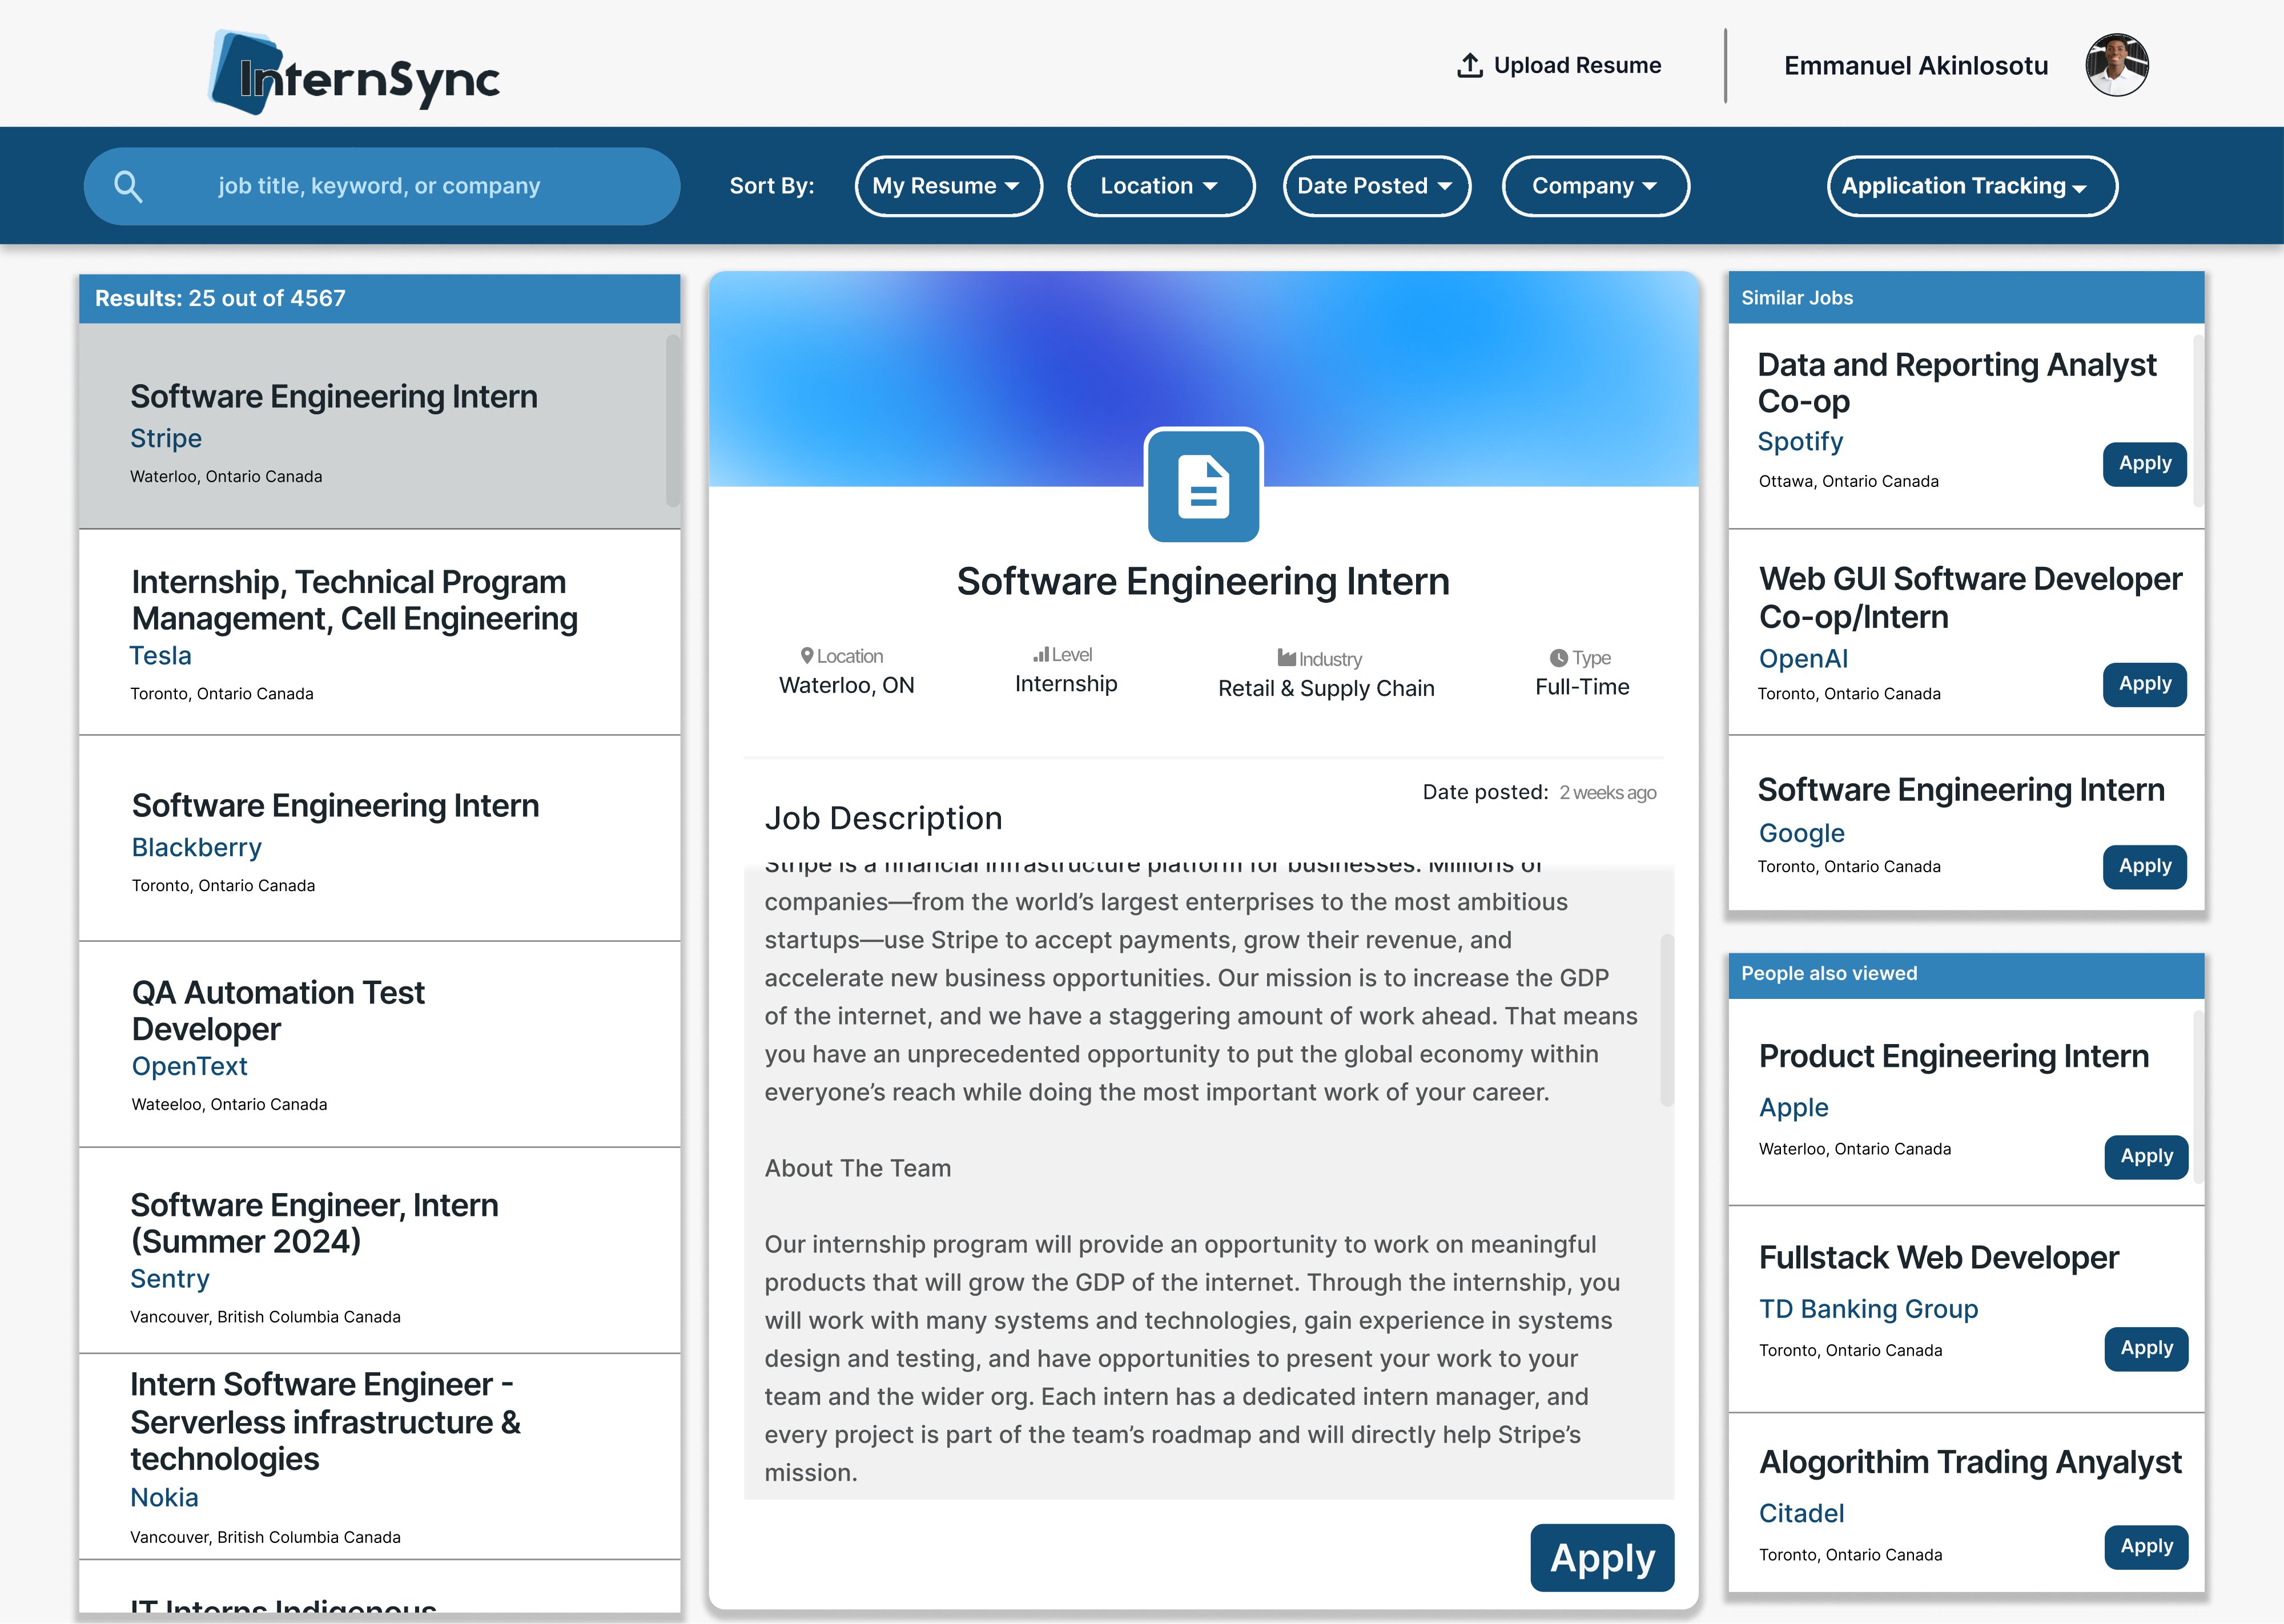 InternSync
Upload Resume
Emmanuel Akinlosotu
job title, keyword, or company
Sort By:
My Resume
Location
Date Posted
Company
Application Tracking
Results: 25 out of 4567
Software Engineering Intern
Stripe
Waterloo, Ontario Canada
Internship, Technical Program
Management, Cell Engineering
Tesla
Toronto, Ontario Canada
Software Engineering Intern
Blackberry
Toronto, Ontario Canada
QA Automation Test
Developer
OpenText
Wateeloo, Ontario Canada
Software Engineer, Intern
(Summer 2024)
Sentry
Vancouver, British Columbia Canada
Intern Software Engineer -
Serverless infrastructure &
technologies
Nokia
Vancouver, British Columbia Canada
IT Interns Indigenous
Software Engineering Intern
Location
Waterloo, ON
Level
Internship
Industry
Retail & Supply Chain
Type
Full-Time
Date posted: 2 weeks ago
Job Description
Stripe is a financial infrastructure platform for businesses. Millions of
companies—from the world’s largest enterprises to the most ambitious
startups—use Stripe to accept payments, grow their revenue, and
accelerate new business opportunities. Our mission is to increase the GDP
of the internet, and we have a staggering amount of work ahead. That means
you have an unprecedented opportunity to put the global economy within
everyone’s reach while doing the most important work of your career.
About The Team
Our internship program will provide an opportunity to work on meaningful
products that will grow the GDP of the internet. Through the internship, you
will work with many systems and technologies, gain experience in systems
design and testing, and have opportunities to present your work to your
team and the wider org. Each intern has a dedicated intern manager, and
every project is part of the team’s roadmap and will directly help Stripe’s
mission.
Apply
Similar Jobs
Data and Reporting Analyst
Co-op
Spotify
Ottawa, Ontario Canada
Apply
Web GUI Software Developer
Co-op/Intern
OpenAI
Toronto, Ontario Canada
Apply
Software Engineering Intern
Google
Toronto, Ontario Canada
Apply
People also viewed
Product Engineering Intern
Apple
Waterloo, Ontario Canada
Apply
Fullstack Web Developer
TD Banking Group
Toronto, Ontario Canada
Apply
Alogorithim Trading Anyalyst
Citadel
Toronto, Ontario Canada
Apply